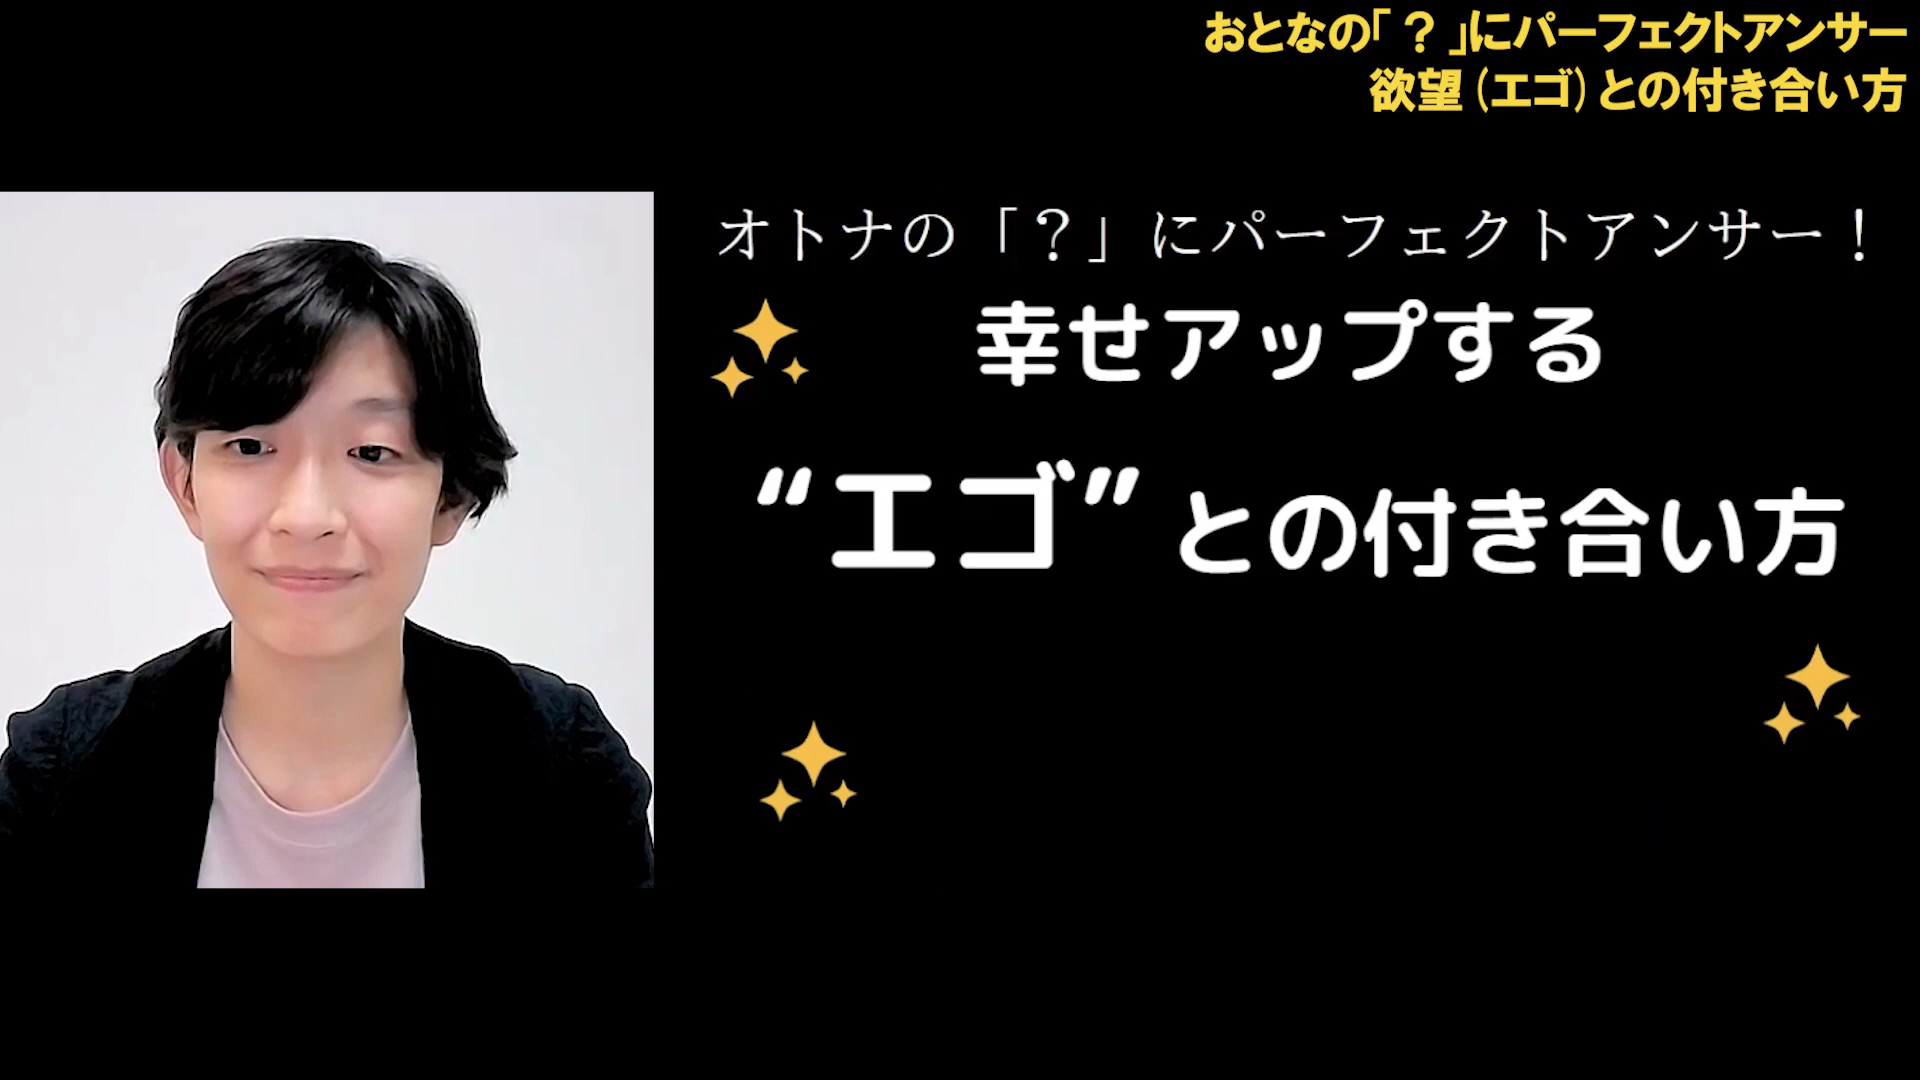 おとなの「？」にパーフェクトアンサー
欲望(エゴ)との付き合い方
オトナの「？」にパーフェクトアンサー！
幸せアップする
“エゴ”との付き合い方